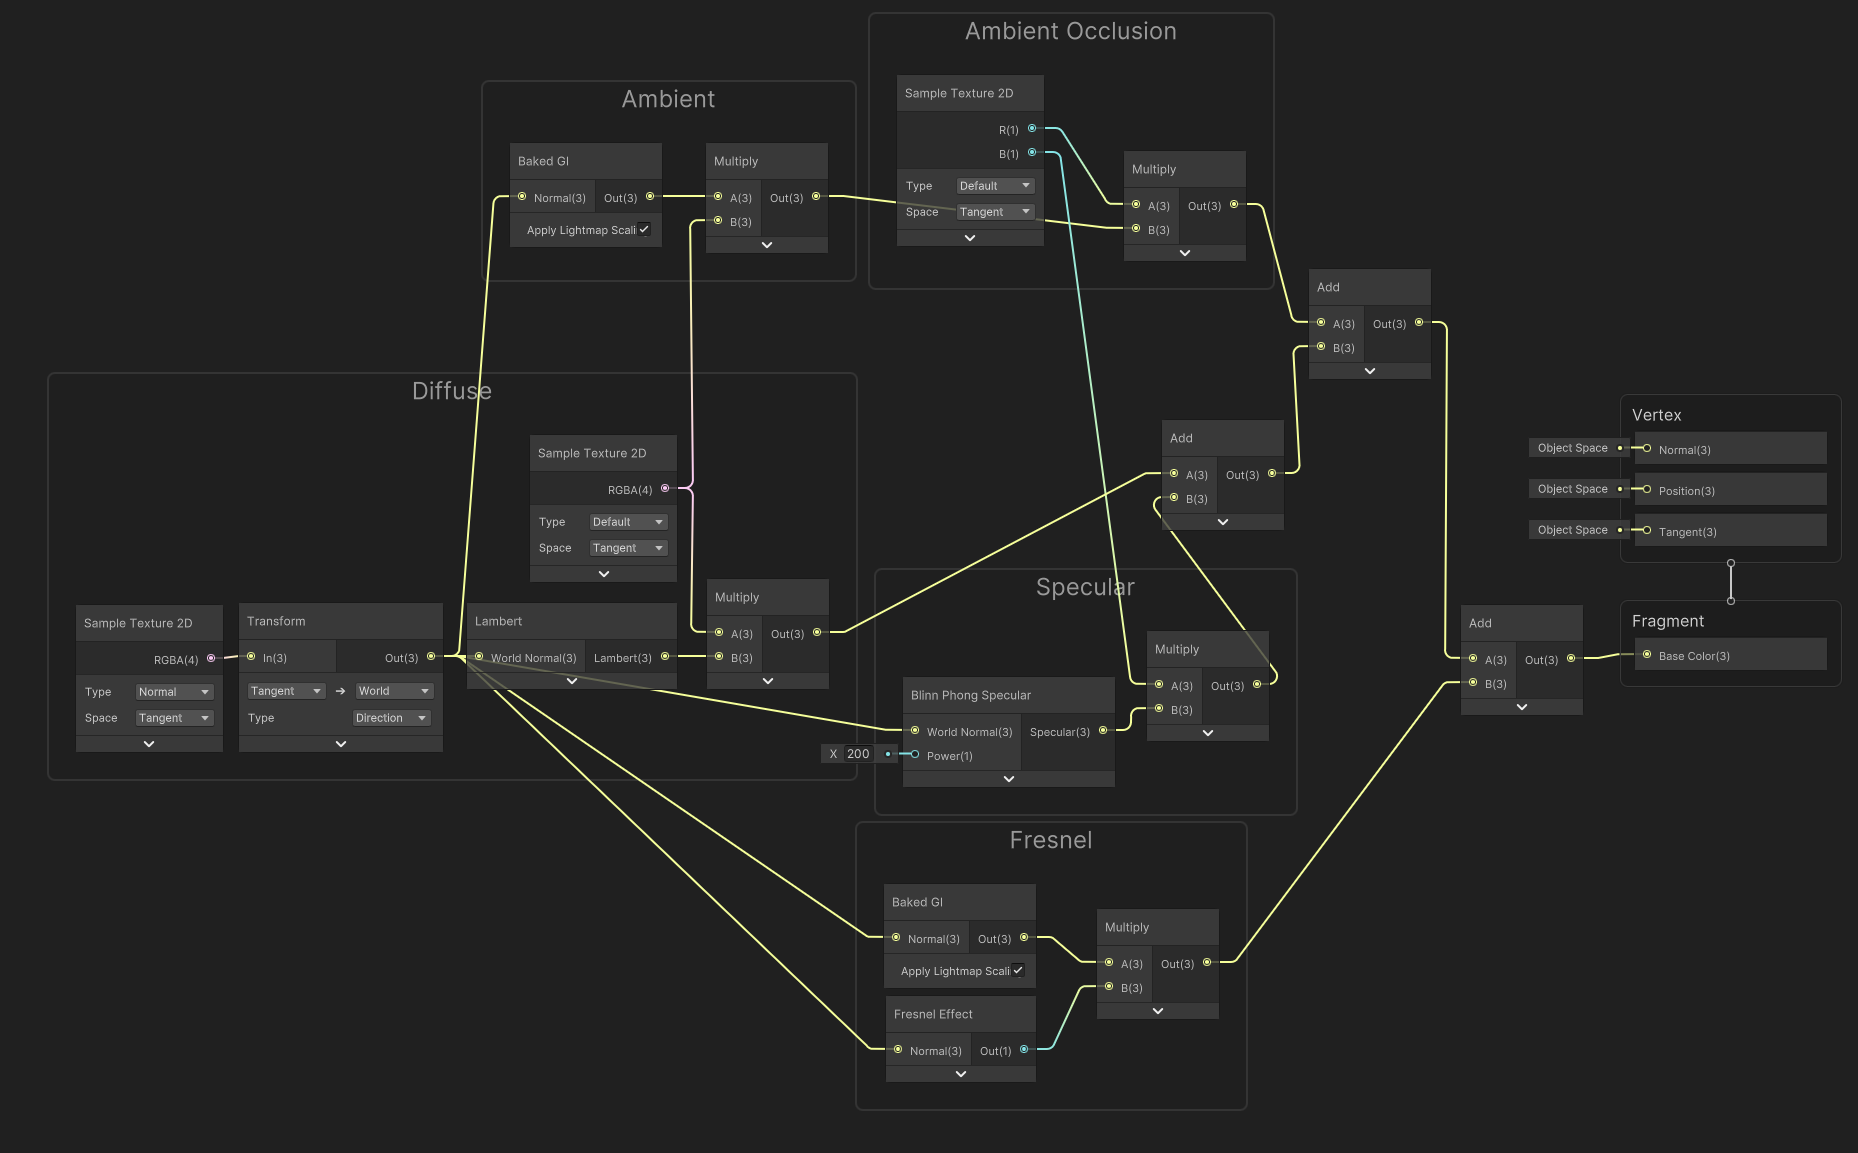 Ambient Occlusion
Sample Texture 2D
R(1)
B(1)
Type Default
Space Tangent
Multiply
A(3) Out(3)
B(3)
Ambient
Baked GI
Normal(3) Out(3)
Apply Lightmap Scali
Multiply
A(3) Out(3)
B(3)
Add
A(3) Out(3)
B(3)
Diffuse
Sample Texture 2D
RGBA(4)
Type Default
Space Tangent
Sample Texture 2D
RGBA(4)
Type Normal
Space Tangent
Transform
In(3) Out(3)
Tangent World
Type Direction
Lambert
World Normal(3) Lambert(3)
Multiply
A(3) Out(3)
B(3)
Add
A(3) Out(3)
B(3)
Specular
Multiply
A(3) Out(3)
B(3)
Blinn Phong Specular
World Normal(3) Specular(3)
X 200 Power(1)
Fresnel
Baked GI
Normal(3) Out(3)
Apply Lightmap Scali
Fresnel Effect
Normal(3) Out(1)
Multiply
A(3) Out(3)
B(3)
Add
A(3) Out(3)
B(3)
Vertex
Object Space Normal(3)
Object Space Position(3)
Object Space Tangent(3)
Fragment
Base Color(3)